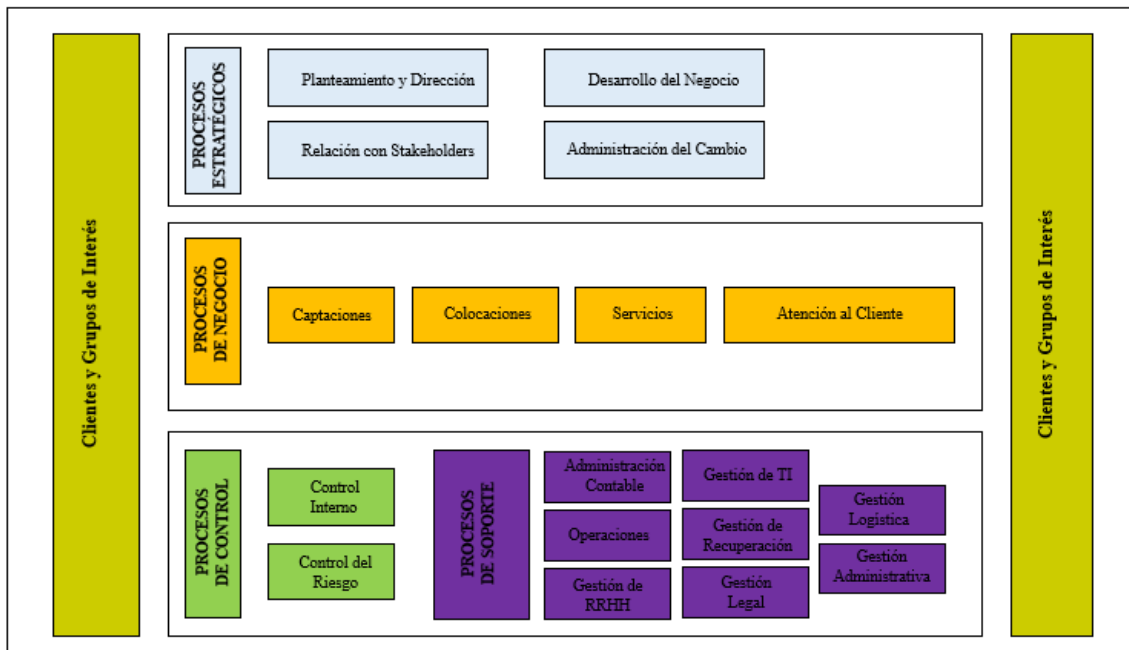 Clientes y Grupos de Interés
PROCESOS
ESTRATÉGICOS
Planteamiento y Dirección
Desarrollo del Negocio
Relación con Stakeholders
Administración del Cambio
PROCESOS
DE NEGOCIO
Captaciones
Colocaciones
Servicios
Atención al Cliente
PROCESOS
DE CONTROL
Control
Interno
Control del
Riesgo
PROCESOS
DE SOPORTE
Administración
Contable
Operaciones
Gestión de
RRHH
Gestión de TI
Gestión de
Recuperación
Gestión
Legal
Gestión
Logística
Gestión
Administrativa
Clientes y Grupos de Interés